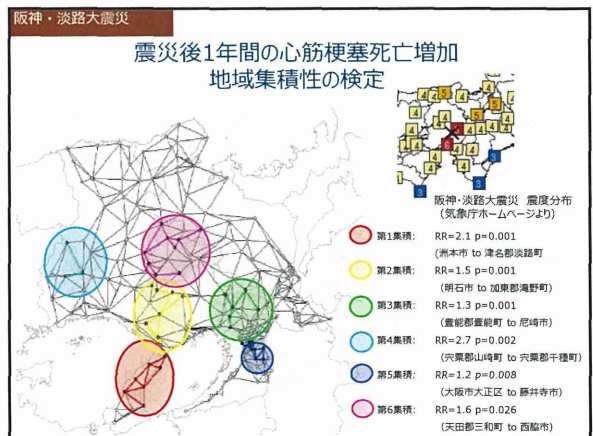 阪神・淡路大震災
震災後1年間の心筋梗塞死亡増加
地域集積性の検定
阪神・淡路大震災 震度分布
(気象庁ホームページより)
第1集積: RR=2.1 p=0.001
(洲本市 to 津名郡淡路町
第2集積: RR=1.5 p=0.001
(明石市 to 加東郡滝野町)
第3集積: RR=1.3 p=0.001
(豊能郡豊能町 to 尼崎市)
第4集積: RR=2.7 p=0.002
(宍粟郡山崎町 to 宍粟郡千種町)
第5集積: RR=1.2 p=0.008
(大阪市大正区 to 藤井寺市)
第6集積: RR=1.6 p=0.026
(天田郡三和町 to 西脇市)